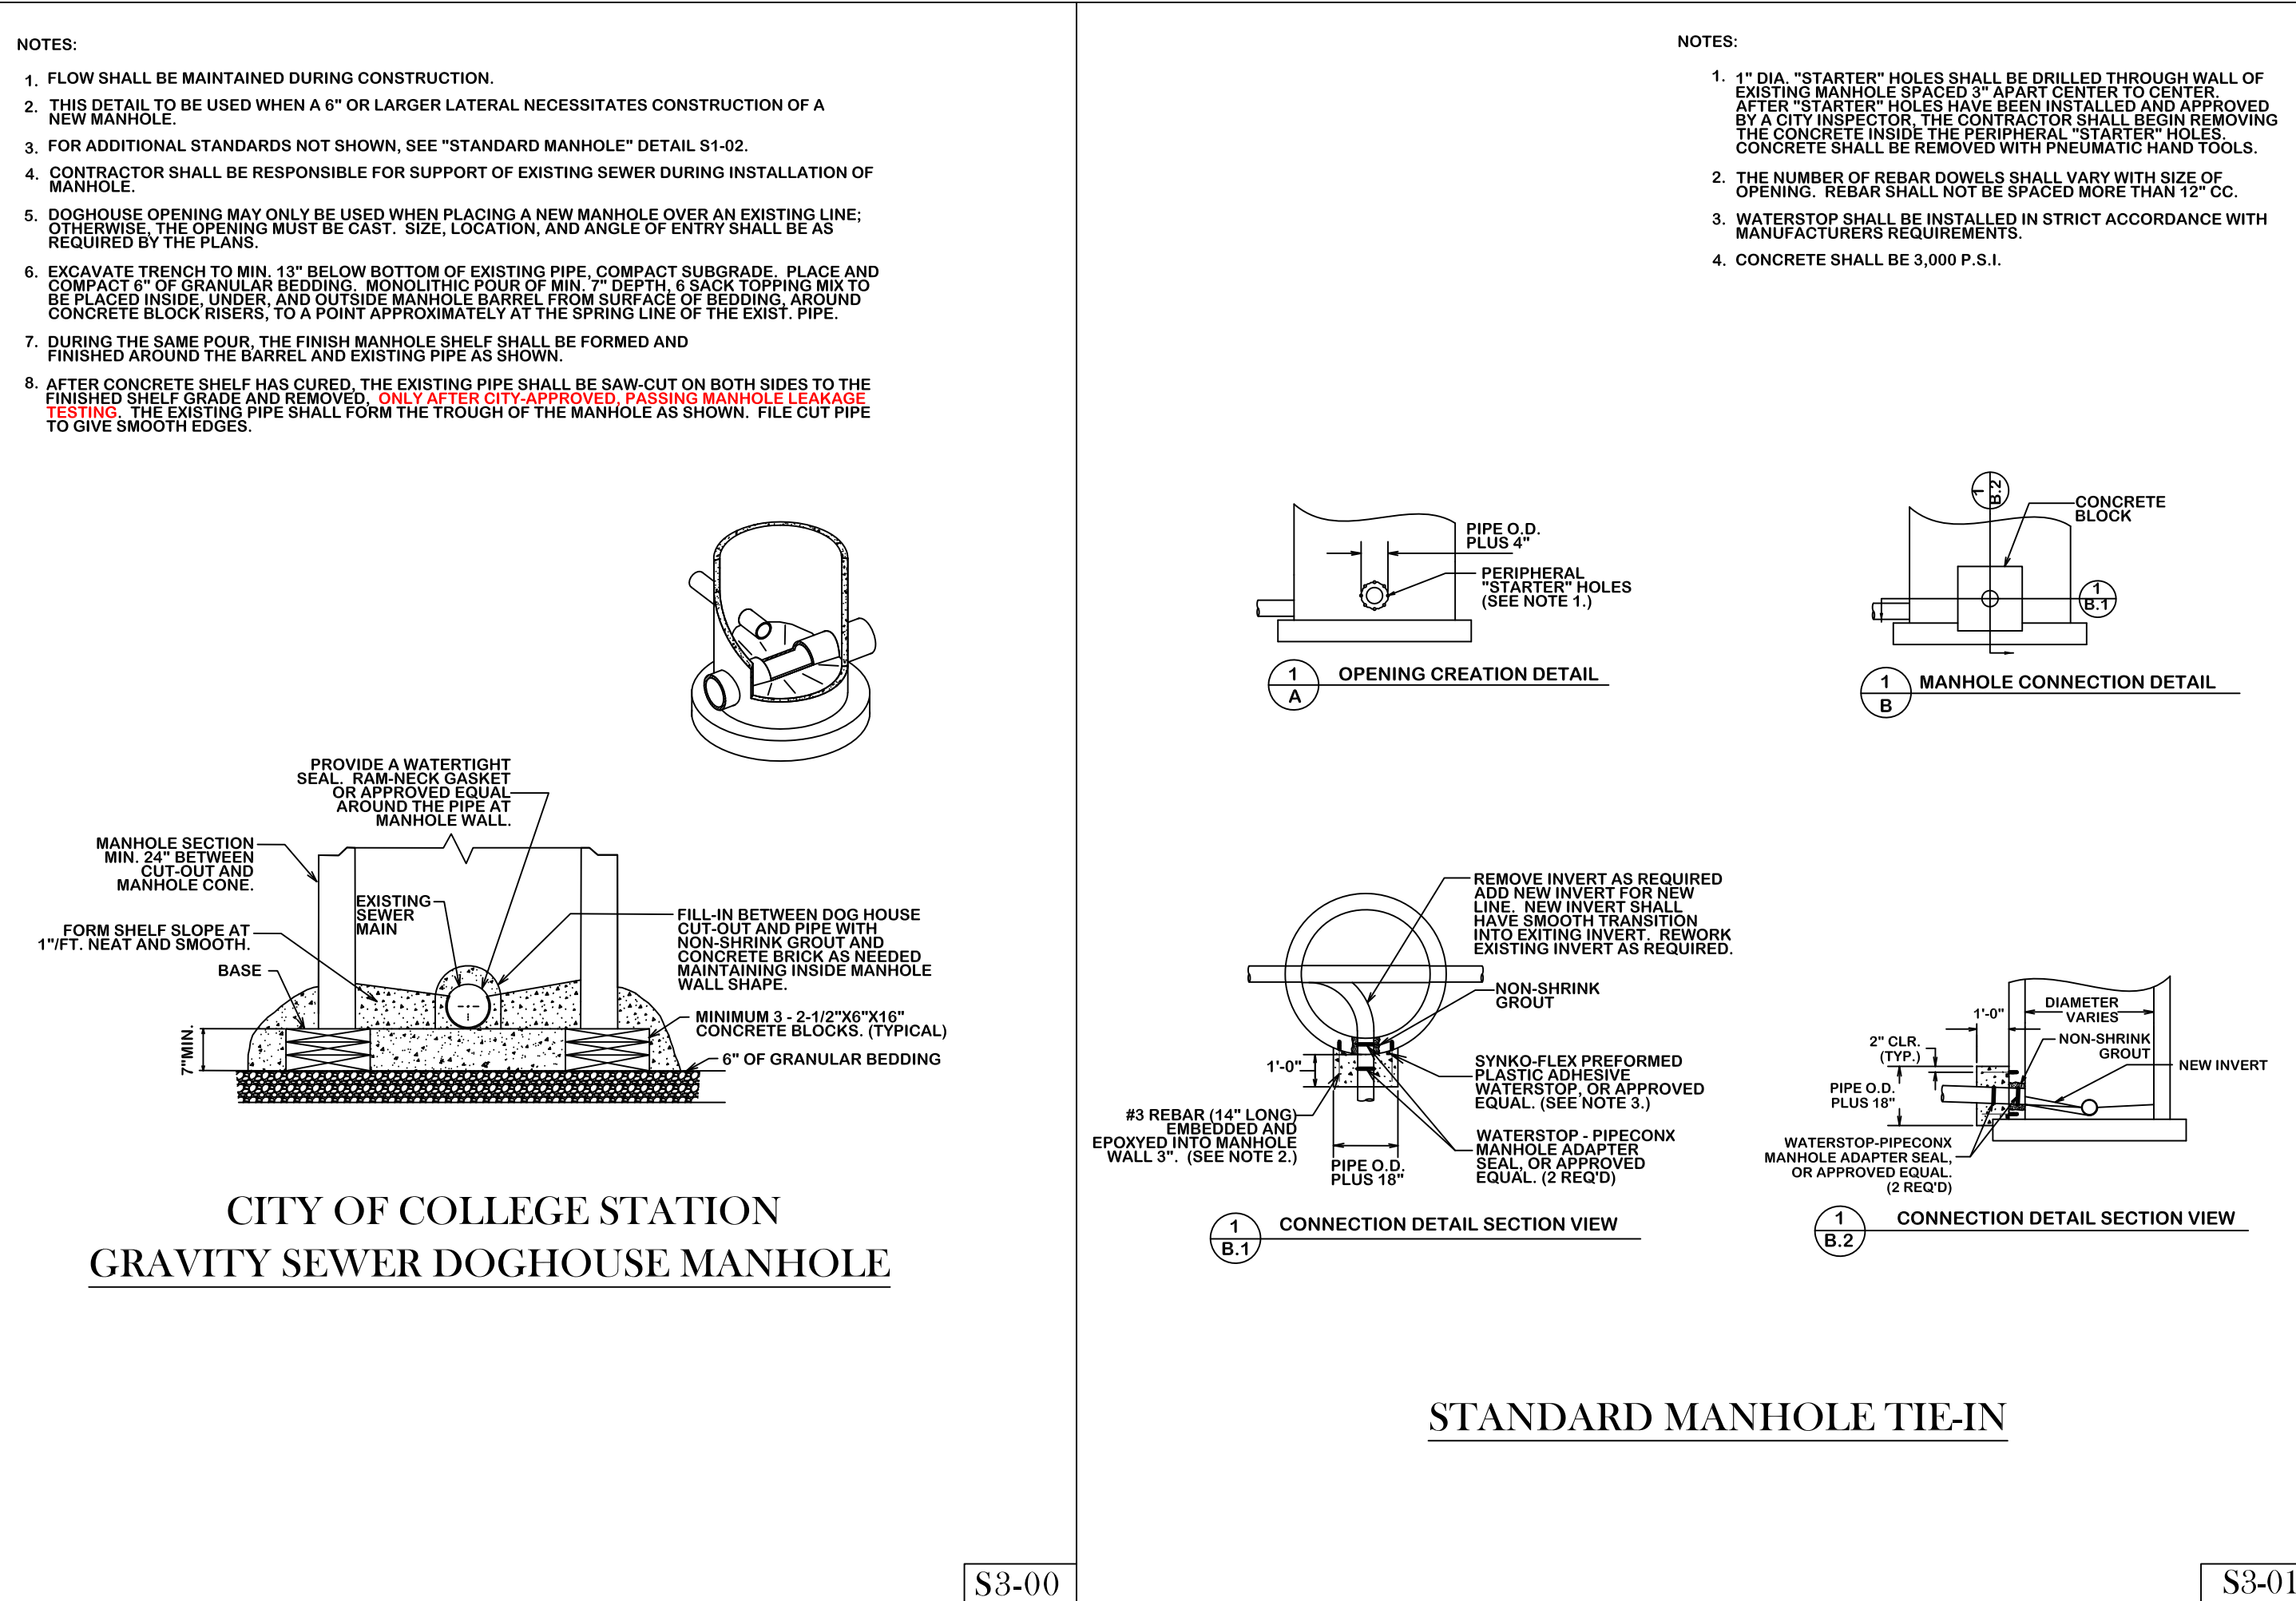 NOTES:
1. FLOW SHALL BE MAINTAINED DURING CONSTRUCTION.
2. THIS DETAIL TO BE USED WHEN A 6" OR LARGER LATERAL NECESSITATES CONSTRUCTION OF A
NEW MANHOLE.
3. FOR ADDITIONAL STANDARDS NOT SHOWN, SEE "STANDARD MANHOLE" DETAIL S1-02.
4. CONTRACTOR SHALL BE RESPONSIBLE FOR SUPPORT OF EXISTING SEWER DURING INSTALLATION OF
MANHOLE.
5. DOGHOUSE OPENING MAY ONLY BE USED WHEN PLACING A NEW MANHOLE OVER AN EXISTING LINE;
OTHERWISE, THE OPENING MUST BE CAST. SIZE, LOCATION, AND ANGLE OF ENTRY SHALL BE AS
REQUIRED BY THE PLANS.
6. EXCAVATE TRENCH TO MIN. 13" BELOW BOTTOM OF EXISTING PIPE, COMPACT SUBGRADE. PLACE AND
COMPACT 6" OF GRANULAR BEDDING. MONOLITHIC POUR OF MIN. 7" DEPTH, 6 SACK TOPPING MIX TO
BE PLACED INSIDE, UNDER, AND OUTSIDE MANHOLE BARREL FROM SURFACE OF BEDDING, AROUND
CONCRETE BLOCK RISERS, TO A POINT APPROXIMATELY AT THE SPRING LINE OF THE EXIST. PIPE.
7. DURING THE SAME POUR, THE FINISH MANHOLE SHELF SHALL BE FORMED AND
FINISHED AROUND THE BARREL AND EXISTING PIPE AS SHOWN.
8. AFTER CONCRETE SHELF HAS CURED, THE EXISTING PIPE SHALL BE SAW-CUT ON BOTH SIDES TO THE
FINISHED SHELF GRADE AND REMOVED, ONLY AFTER CITY-APPROVED, PASSING MANHOLE LEAKAGE
TESTING. THE EXISTING PIPE SHALL FORM THE TROUGH OF THE MANHOLE AS SHOWN. FILE CUT PIPE
TO GIVE SMOOTH EDGES.
PROVIDE A WATERTIGHT
SEAL. RAM-NECK GASKET
OR APPROVED EQUAL
AROUND THE PIPE AT
MANHOLE WALL.
MANHOLE SECTION
MIN. 24" BETWEEN
CUT-OUT AND
MANHOLE CONE.
EXISTING
SEWER
MAIN
FORM SHELF SLOPE AT
1"/FT. NEAT AND SMOOTH.
BASE
FILL-IN BETWEEN DOG HOUSE
CUT-OUT AND PIPE WITH
NON-SHRINK GROUT AND
CONCRETE BRICK AS NEEDED
MAINTAINING INSIDE MANHOLE
WALL SHAPE.
MINIMUM 3 - 2-1/2"X6"X16"
CONCRETE BLOCKS. (TYPICAL)
7"MIN.
6" OF GRANULAR BEDDING
CITY OF COLLEGE STATION
GRAVITY SEWER DOGHOUSE MANHOLE
S3-00
NOTES:
1. 1" DIA. "STARTER" HOLES SHALL BE DRILLED THROUGH WALL OF
EXISTING MANHOLE SPACED 3" APART CENTER TO CENTER.
AFTER "STARTER" HOLES HAVE BEEN INSTALLED AND APPROVED
BY A CITY INSPECTOR, THE CONTRACTOR SHALL BEGIN REMOVING
THE CONCRETE INSIDE THE PERIPHERAL "STARTER" HOLES.
CONCRETE SHALL BE REMOVED WITH PNEUMATIC HAND TOOLS.
2. THE NUMBER OF REBAR DOWELS SHALL VARY WITH SIZE OF
OPENING. REBAR SHALL NOT BE SPACED MORE THAN 12" CC.
3. WATERSTOP SHALL BE INSTALLED IN STRICT ACCORDANCE WITH
MANUFACTURERS REQUIREMENTS.
4. CONCRETE SHALL BE 3,000 P.S.I.
PIPE O.D.
PLUS 4"
PERIPHERAL
"STARTER" HOLES
(SEE NOTE 1.)
1
A
OPENING CREATION DETAIL
1
B.2
CONCRETE
BLOCK
1
B.1
1
B
MANHOLE CONNECTION DETAIL
REMOVE INVERT AS REQUIRED
ADD NEW INVERT FOR NEW
LINE. NEW INVERT SHALL
HAVE SMOOTH TRANSITION
INTO EXITING INVERT. REWORK
EXISTING INVERT AS REQUIRED.
NON-SHRINK
GROUT
1'-0"
SYNKO-FLEX PREFORMED
PLASTIC ADHESIVE
WATERSTOP, OR APPROVED
EQUAL. (SEE NOTE 3.)
#3 REBAR (14" LONG)
EMBEDDED AND
EPOXYED INTO MANHOLE
WALL 3". (SEE NOTE 2.)
PIPE O.D.
PLUS 18"
WATERSTOP - PIPECONX
MANHOLE ADAPTER
SEAL, OR APPROVED
EQUAL. (2 REQ'D)
1
B.1
CONNECTION DETAIL SECTION VIEW
DIAMETER
VARIES
1'-0"
2" CLR.
(TYP.)
NON-SHRINK
GROUT
NEW INVERT
PIPE O.D.
PLUS 18"
WATERSTOP-PIPECONX
MANHOLE ADAPTER SEAL,
OR APPROVED EQUAL.
(2 REQ'D)
1
B.2
CONNECTION DETAIL SECTION VIEW
STANDARD MANHOLE TIE-IN
S3-01